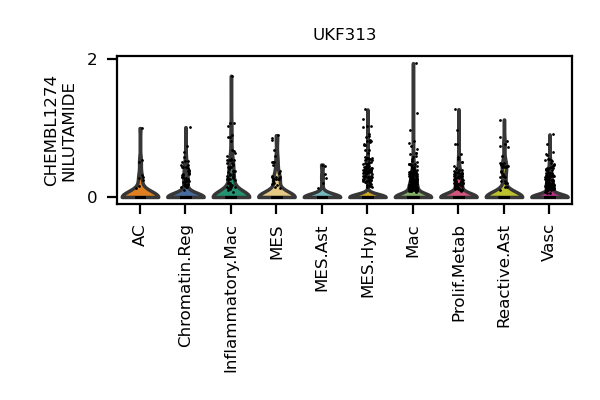 UKF313
CHEMBL1274
NILUTAMIDE
2
0
AC
Chromatin.Reg
Inflammatory.Mac
MES
MES.Ast
MES.Hyp
Mac
Prolif.Metab
Reactive.Ast
Vasc